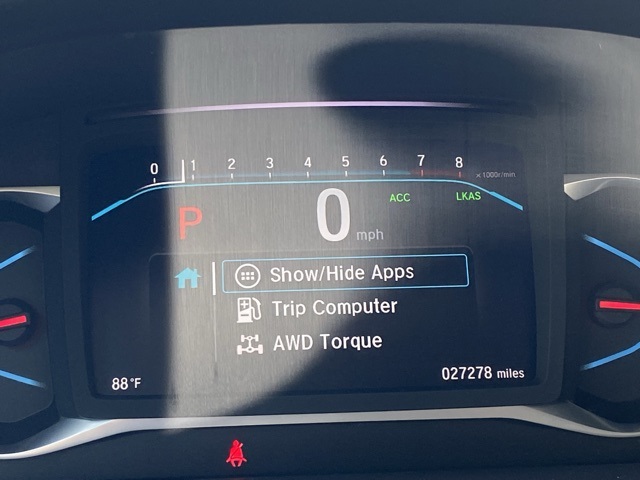 0 1 2 3 4 5 6 7 8 x1000r/min
P 0 mph ACC LKAS
Show/Hide Apps
Trip Computer
AWD Torque
88°F 027278 miles